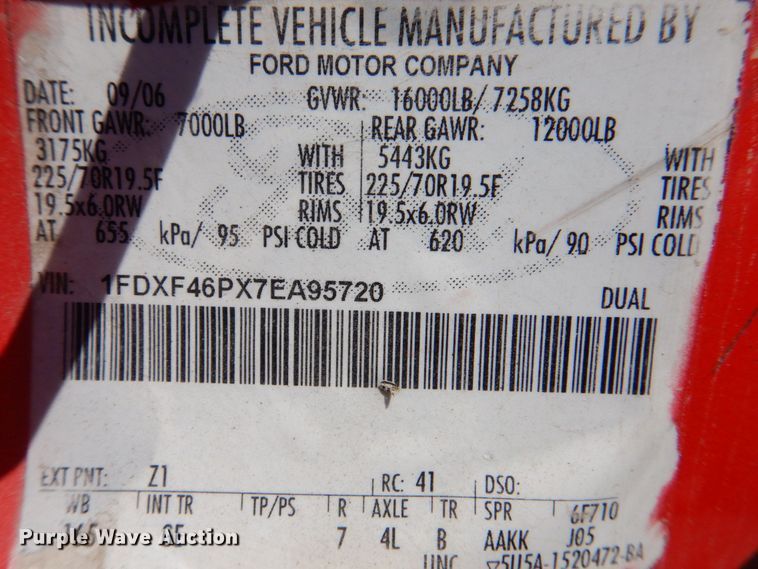 INCOMPLETE VEHICLE MANUFACTURED BY
FORD MOTOR COMPANY
DATE: 09/06 GVWR: 16000LB/ 7258KG
FRONT GAWR: 7000LB REAR GAWR: 12000LB
3175KG WITH 5443KG WITH
225/70R19.5F TIRES 225/70R19.5F TIRES
19.5x6.0RW RIMS 19.5x6.0RW RIMS
AT 655 kPa/ 95 PSI COLD AT 620 kPa/ 90 PSI COLD
VIN: 1FDXF46PX7EA95720 DUAL
EXT PNT: Z1 RC: 41 DSO:
WB INT TR TP/PS R AXLE TR SPR 6F710
165 7 4L B AAKK J05
UNC 5U5A-1520472-BA
Purple Wave Auction